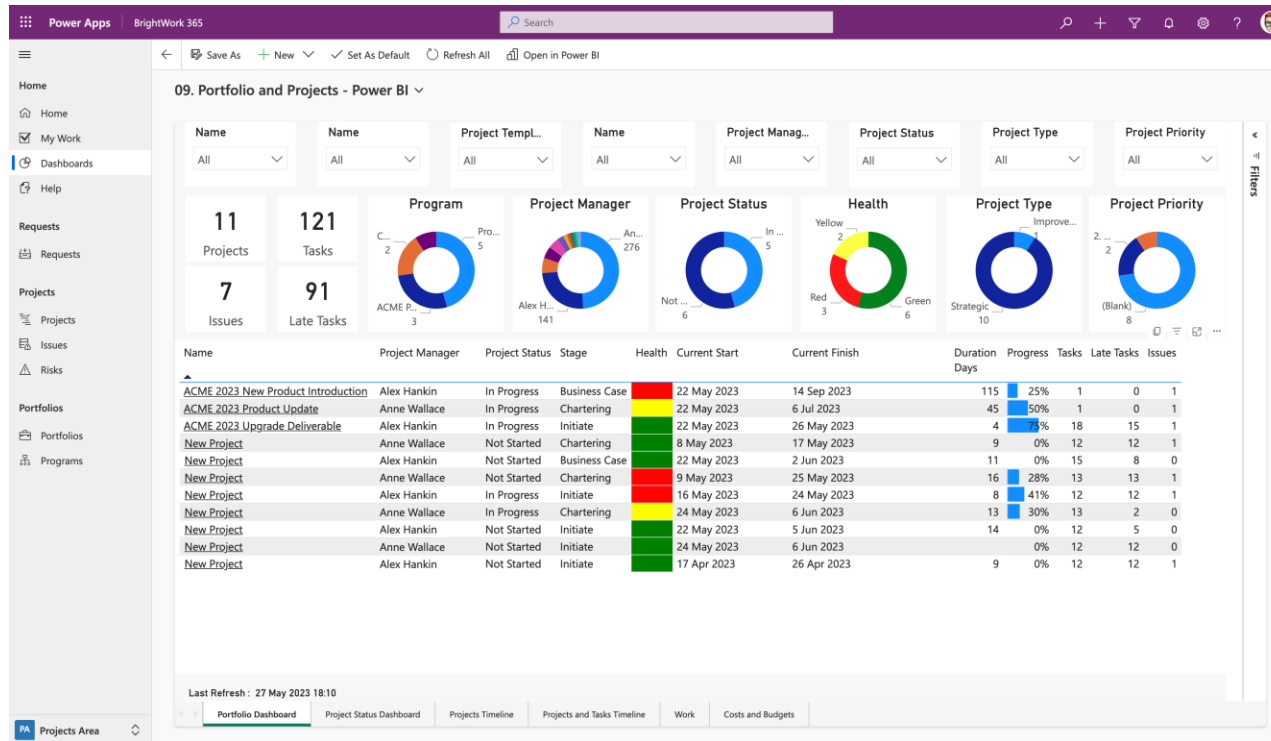 Power Apps BrightWork 365 Search
Save As New Set As Default Refresh All Open in Power BI
Home
Home
My Work
Dashboards
Help
Requests
Requests
Projects
Projects
Issues
Risks
Portfolios
Portfolios
Programs
PA Projects Area
09. Portfolio and Projects - Power BI
Name Name Project Templ... Name Project Manag... Project Status Project Type Project Priority
All All All All All All All All
Filters
11 Projects
121 Tasks
7 Issues
91 Late Tasks
Program
C... 2
Pro... 5
ACME P... 3
Project Manager
An... 276
Alex H... 141
Project Status
In ... 5
Not ... 6
Health
Yellow 2
Red 3
Green 6
Project Type
Improve... 1
Strategic 10
Project Priority
2. ... 2
(Blank) 8
Name Project Manager Project Status Stage Health Current Start Current Finish Duration Days Progress Tasks Late Tasks Issues
ACME 2023 New Product Introduction Alex Hankin In Progress Business Case 22 May 2023 14 Sep 2023 115 25% 1 0 1
ACME 2023 Product Update Anne Wallace In Progress Chartering 22 May 2023 6 Jul 2023 45 50% 1 0 1
ACME 2023 Upgrade Deliverable Alex Hankin In Progress Initiate 22 May 2023 26 May 2023 4 75% 18 15 1
New Project Anne Wallace Not Started Chartering 8 May 2023 17 May 2023 9 0% 12 12 1
New Project Alex Hankin Not Started Business Case 22 May 2023 2 Jun 2023 11 0% 15 8 0
New Project Anne Wallace Not Started Chartering 9 May 2023 25 May 2023 16 28% 13 13 1
New Project Alex Hankin In Progress Initiate 16 May 2023 24 May 2023 8 41% 12 12 1
New Project Anne Wallace In Progress Chartering 24 May 2023 6 Jun 2023 13 30% 13 2 0
New Project Alex Hankin Not Started Initiate 22 May 2023 5 Jun 2023 14 0% 12 5 0
New Project Anne Wallace Not Started Initiate 24 May 2023 6 Jun 2023 0% 12 12 0
New Project Alex Hankin Not Started Initiate 17 Apr 2023 26 Apr 2023 9 0% 12 12 1
Last Refresh : 27 May 2023 18:10
Portfolio Dashboard Project Status Dashboard Projects Timeline Projects and Tasks Timeline Work Costs and Budgets